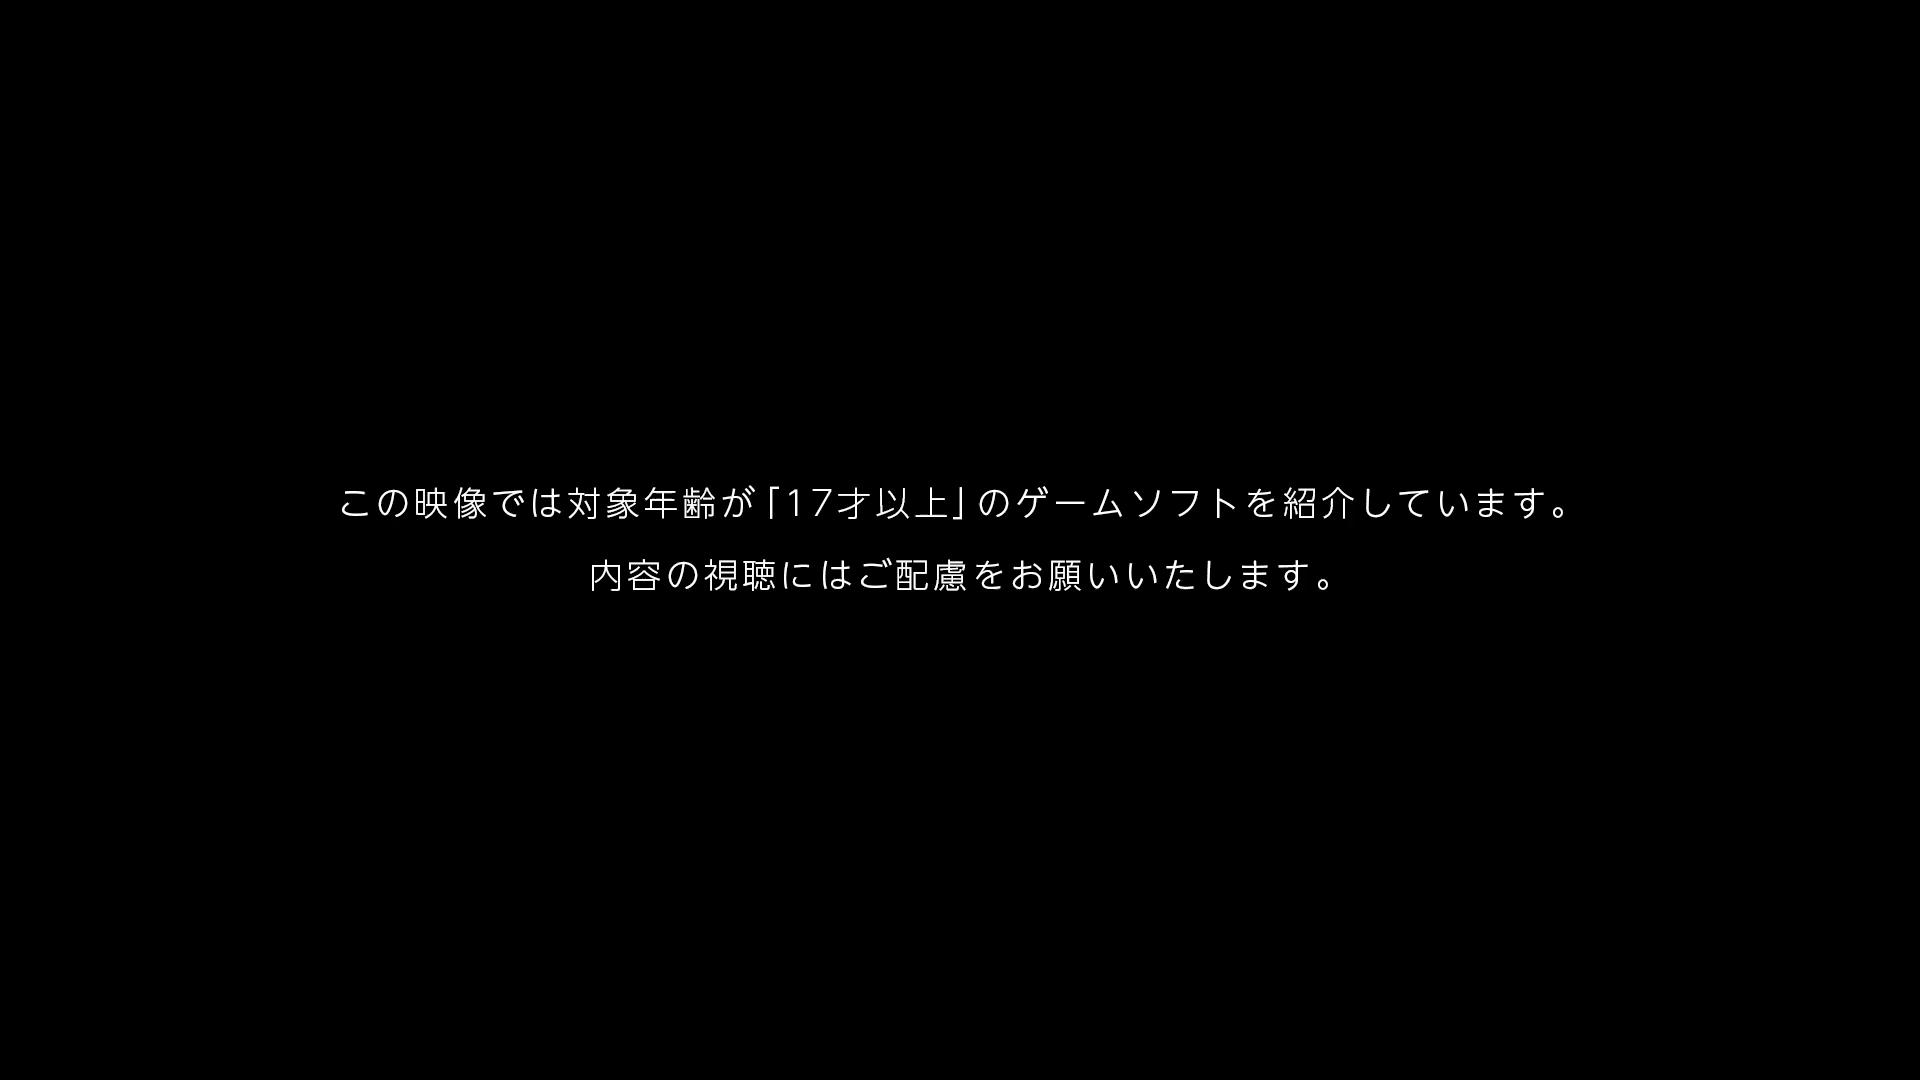 この映像では対象年齢が「17才以上」のゲームソフトを紹介しています。
内容の視聴にはご配慮をお願いいたします。